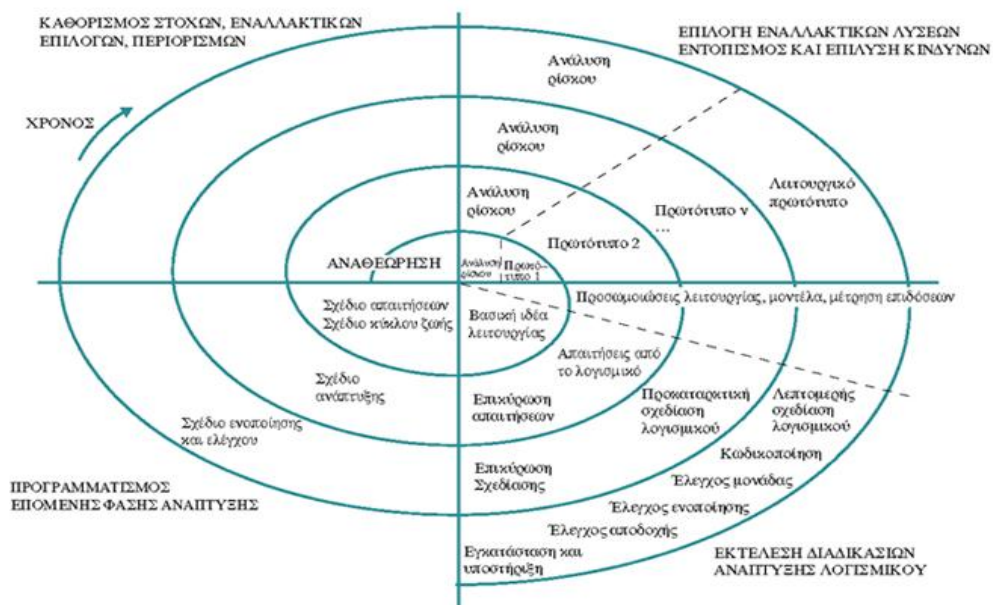 ΚΑΘΟΡΙΣΜΟΣ ΣΤΟΧΩΝ, ΕΝΑΛΛΑΚΤΙΚΩΝ
ΕΠΙΛΟΓΩΝ, ΠΕΡΙΟΡΙΣΜΩΝ
ΕΠΙΛΟΓΗ ΕΝΑΛΛΑΚΤΙΚΩΝ ΛΥΣΕΩΝ
ΕΝΤΟΠΙΣΜΟΣ ΚΑΙ ΕΠΙΛΥΣΗ ΚΙΝΔΥΝΩΝ
ΧΡΟΝΟΣ
Ανάλυση
ρίσκου
Ανάλυση
ρίσκου
Ανάλυση
ρίσκου
Λειτουργικό
πρωτότυπο
Πρωτότυπο ν
...
Πρωτότυπο 2
ΑΝΑΘΕΩΡΗΣΗ
Ανάλυση
ρίσκου
Πρωτό-
τυπο 1
Προσωμοιώσεις λειτουργίας, μοντέλα, μέτρηση επιδόσεων
Σχέδιο απαιτήσεων
Σχέδιο κύκλου ζωής
Βασική ιδέα
λειτουργίας
Απαιτήσεις από
το λογισμικό
Σχέδιο
ανάπτυξης
Επικύρωση
απαιτήσεων
Προκαταρκτική
σχεδίαση
λογισμικού
Λεπτομερής
σχεδίαση
λογισμικού
Σχέδιο ενοποίησης
και ελέγχου
Κωδικοποίηση
Επικύρωση
Σχεδίασης
Έλεγχος μονάδας
Έλεγχος ενοποίησης
Έλεγχος αποδοχής
Εγκατάσταση και
υποστήριξη
ΠΡΟΓΡΑΜΜΑΤΙΣΜΟΣ
ΕΠΟΜΕΝΗΣ ΦΑΣΗΣ ΑΝΑΠΤΥΞΗΣ
ΕΚΤΕΛΕΣΗ ΔΙΑΔΙΚΑΣΙΩΝ
ΑΝΑΠΤΥΞΗΣ ΛΟΓΙΣΜΙΚΟΥ